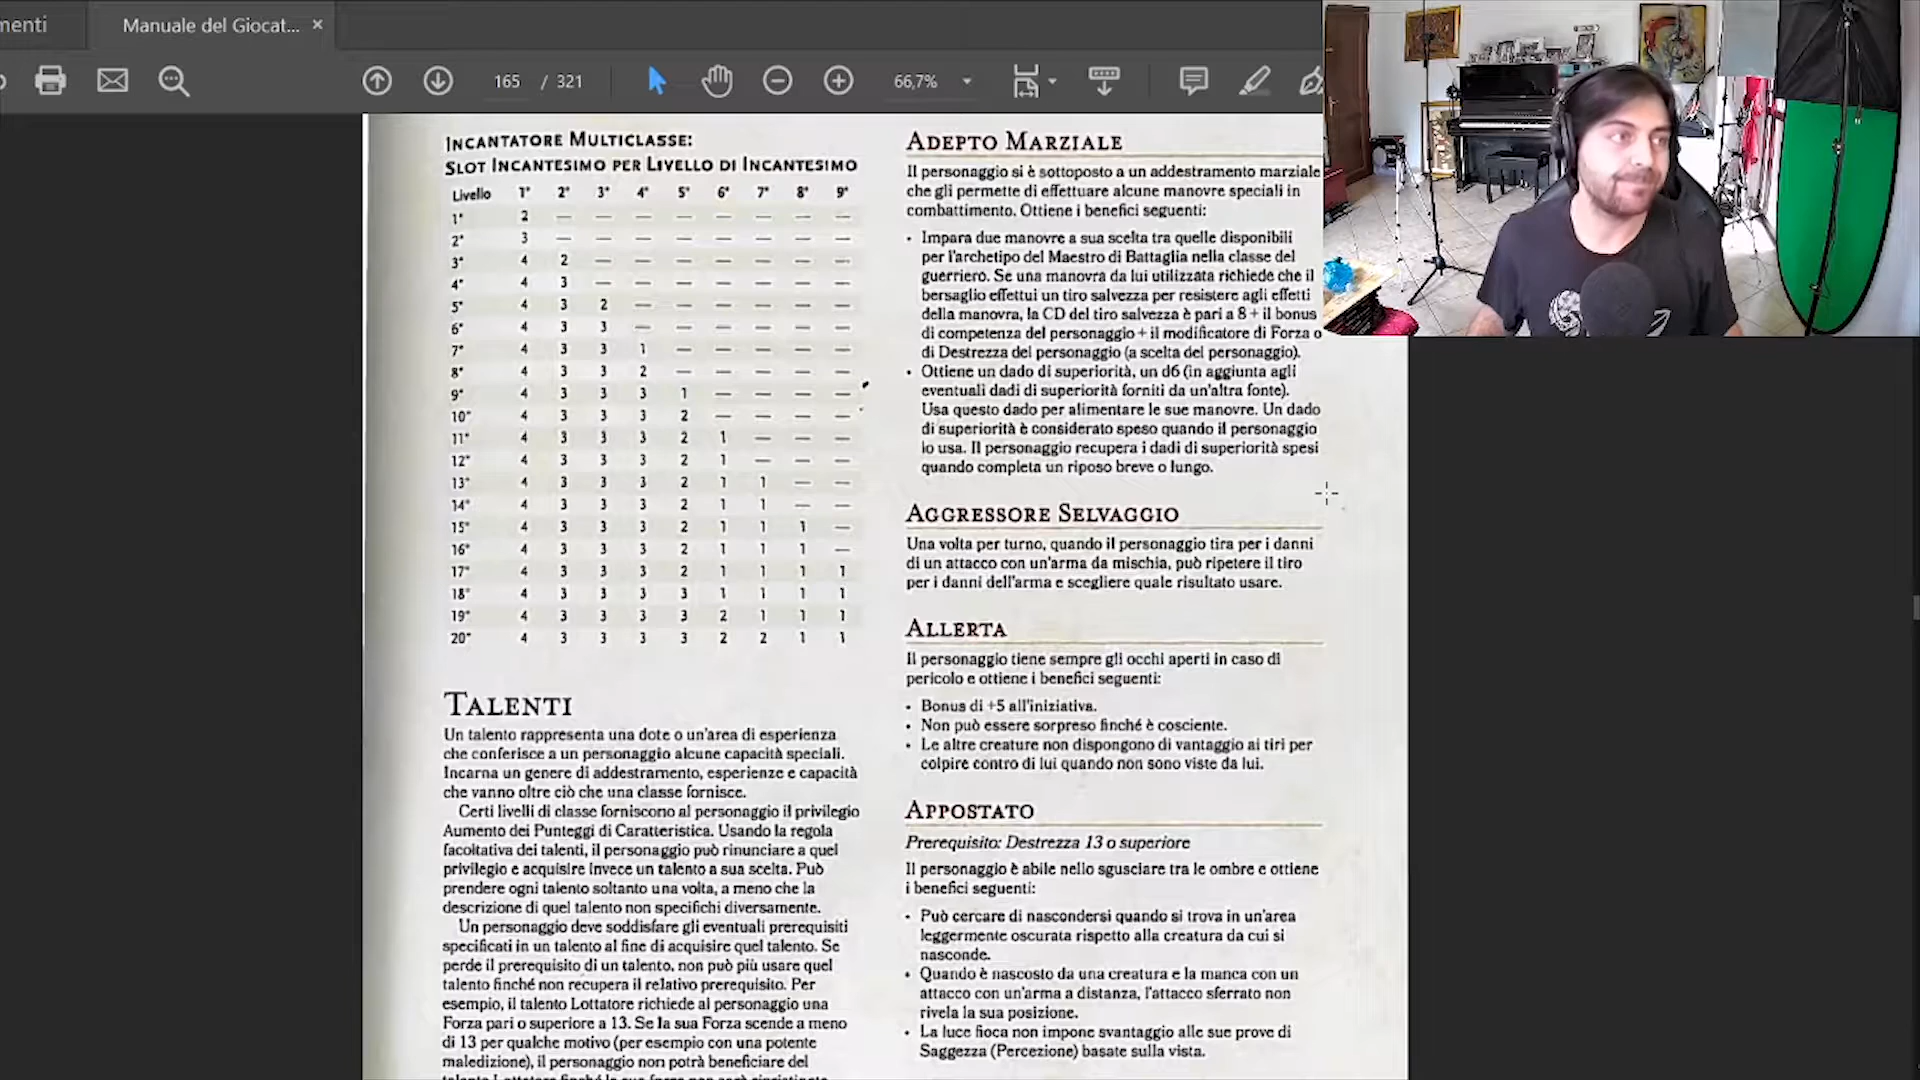 menti
Manuale del Giocat... ×
165 / 321
66,7%
INCANTATORE MULTICLASSE:
SLOT INCANTESIMO PER LIVELLO DI INCANTESIMO
Livello 1° 2° 3° 4° 5° 6° 7° 8° 9°
1° 2 — — — — — — — —
2° 3 — — — — — — — —
3° 4 2 — — — — — — —
4° 4 3 — — — — — — —
5° 4 3 2 — — — — — —
6° 4 3 3 — — — — — —
7° 4 3 3 1 — — — — —
8° 4 3 3 2 — — — — —
9° 4 3 3 3 1 — — — —
10° 4 3 3 3 2 — — — —
11° 4 3 3 3 2 1 — — —
12° 4 3 3 3 2 1 — — —
13° 4 3 3 3 2 1 1 — —
14° 4 3 3 3 2 1 1 — —
15° 4 3 3 3 2 1 1 1 —
16° 4 3 3 3 2 1 1 1 —
17° 4 3 3 3 2 1 1 1 1
18° 4 3 3 3 3 1 1 1 1
19° 4 3 3 3 3 2 1 1 1
20° 4 3 3 3 3 2 2 1 1
TALENTI
Un talento rappresenta una dote o un'area di esperienza
che conferisce a un personaggio alcune capacità speciali.
Incarna un genere di addestramento, esperienze e capacità
che vanno oltre ciò che una classe fornisce.
Certi livelli di classe forniscono al personaggio il privilegio
Aumento dei Punteggi di Caratteristica. Usando la regola
facoltativa dei talenti, il personaggio può rinunciare a quel
privilegio e acquisire invece un talento a sua scelta. Può
prendere ogni talento soltanto una volta, a meno che la
descrizione di quel talento non specifichi diversamente.
Un personaggio deve soddisfare gli eventuali prerequisiti
specificati in un talento al fine di acquisire quel talento. Se
perde il prerequisito di un talento, non può più usare quel
talento finché non recupera il relativo prerequisito. Per
esempio, il talento Lottatore richiede al personaggio una
Forza pari o superiore a 13. Se la sua Forza scende a meno
di 13 per qualche motivo (per esempio con una potente
maledizione), il personaggio non potrà beneficiare del
ADEPTO MARZIALE
Il personaggio si è sottoposto a un addestramento marziale
che gli permette di effettuare alcune manovre speciali in
combattimento. Ottiene i benefici seguenti:
• Impara due manovre a sua scelta tra quelle disponibili
per l'archetipo del Maestro di Battaglia nella classe del
guerriero. Se una manovra da lui utilizzata richiede che il
bersaglio effettui un tiro salvezza per resistere agli effetti
della manovra, la CD del tiro salvezza è pari a 8 + il bonus
di competenza del personaggio + il modificatore di Forza o
di Destrezza del personaggio (a scelta del personaggio).
• Ottiene un dado di superiorità, un d6 (in aggiunta agli
eventuali dadi di superiorità forniti da un'altra fonte).
Usa questo dado per alimentare le sue manovre. Un dado
di superiorità è considerato speso quando il personaggio
lo usa. Il personaggio recupera i dadi di superiorità spesi
quando completa un riposo breve o lungo.
AGGRESSORE SELVAGGIO
Una volta per turno, quando il personaggio tira per i danni
di un attacco con un'arma da mischia, può ripetere il tiro
per i danni dell'arma e scegliere quale risultato usare.
ALLERTA
Il personaggio tiene sempre gli occhi aperti in caso di
pericolo e ottiene i benefici seguenti:
• Bonus di +5 all'iniziativa.
• Non può essere sorpreso finché è cosciente.
• Le altre creature non dispongono di vantaggio ai tiri per
colpire contro di lui quando non sono viste da lui.
APPOSTATO
Prerequisito: Destrezza 13 o superiore
Il personaggio è abile nello sgusciare tra le ombre e ottiene
i benefici seguenti:
• Può cercare di nascondersi quando si trova in un'area
leggermente oscurata rispetto alla creatura da cui si
nasconde.
• Quando è nascosto da una creatura e la manca con un
attacco con un'arma a distanza, l'attacco sferrato non
rivela la sua posizione.
• La luce fioca non impone svantaggio alle sue prove di
Saggezza (Percezione) basate sulla vista.